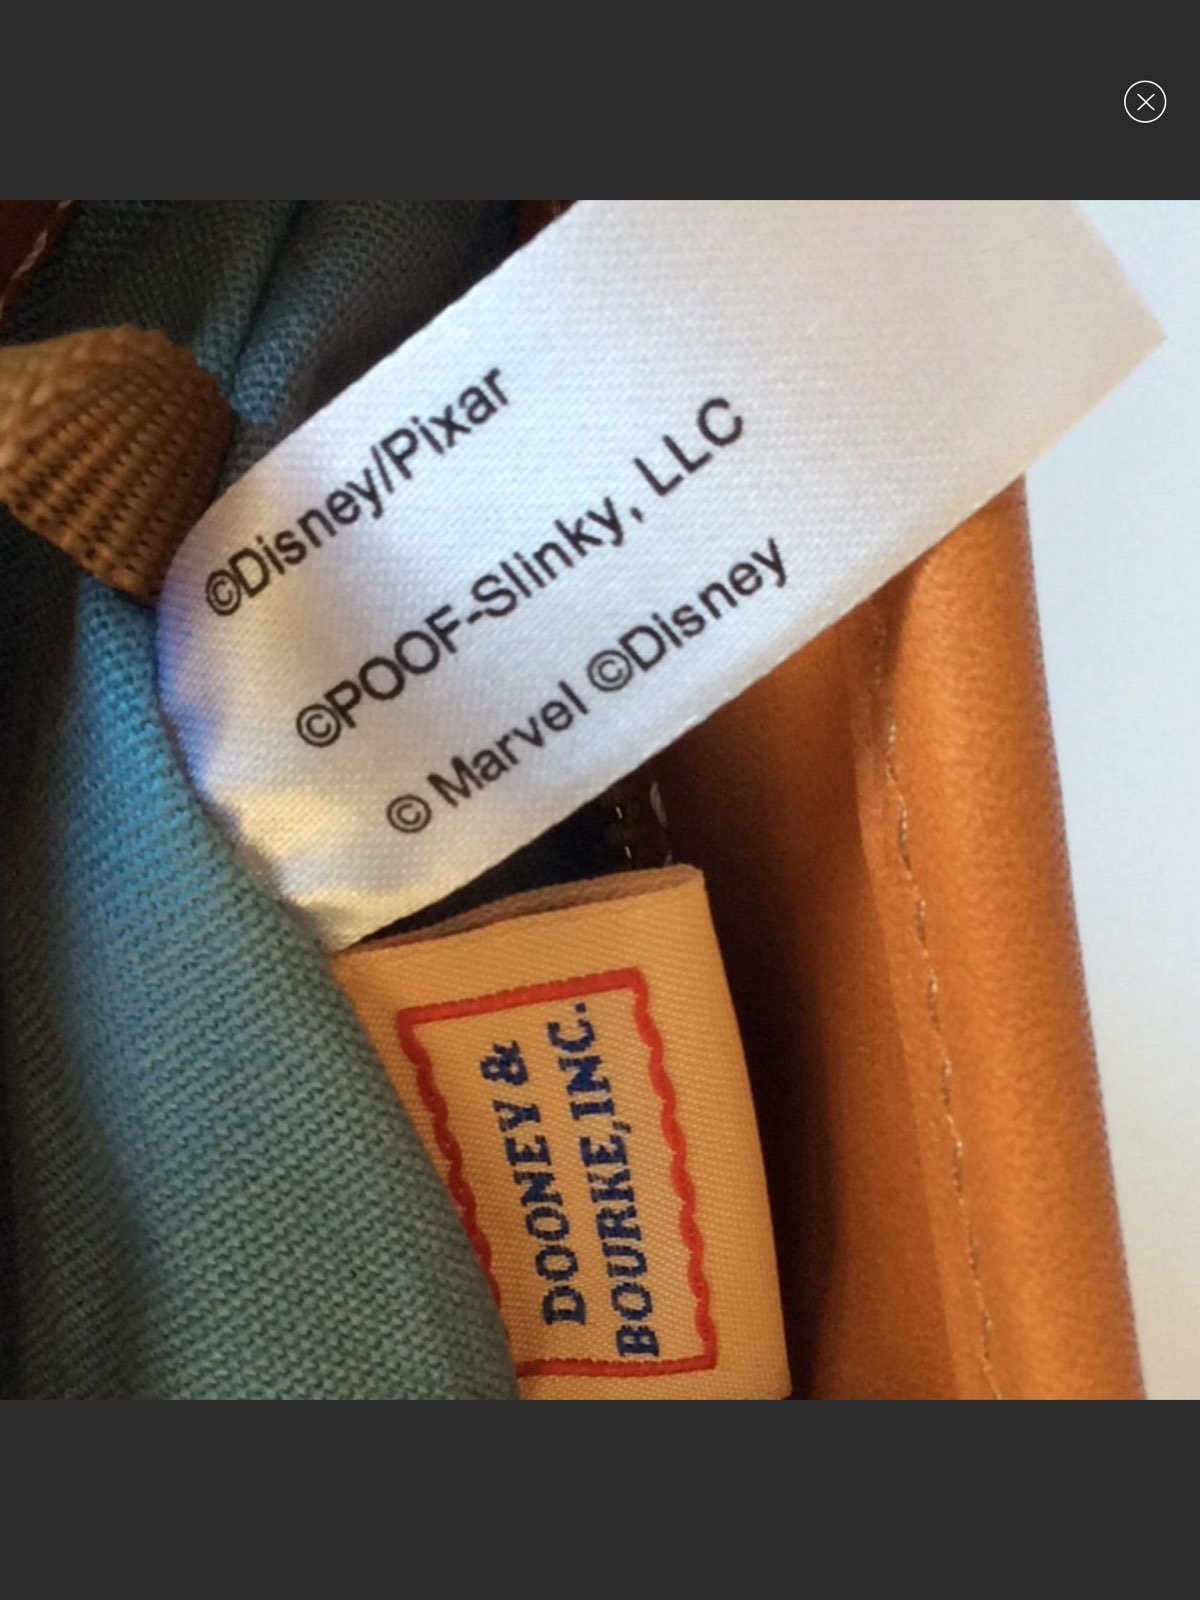 ©Disney/Pixar
©POOF-Slinky, LLC
© Marvel ©Disney
DOONEY &
BOURKE,INC.